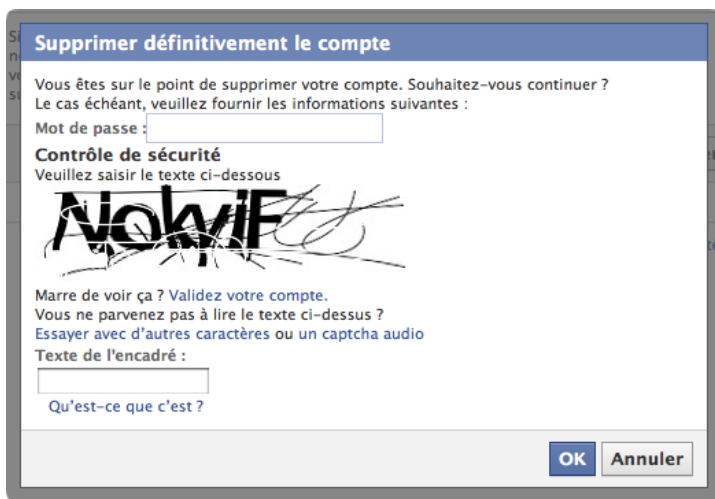 Supprimer définitivement le compte
Vous êtes sur le point de supprimer votre compte. Souhaitez-vous continuer ?
Le cas échéant, veuillez fournir les informations suivantes :
Mot de passe :
Contrôle de sécurité
Veuillez saisir le texte ci-dessous
Marre de voir ça ? Validez votre compte.
Vous ne parvenez pas à lire le texte ci-dessus ?
Essayer avec d'autres caractères ou un captcha audio
Texte de l'encadré :
Qu'est-ce que c'est ?
OK Annuler